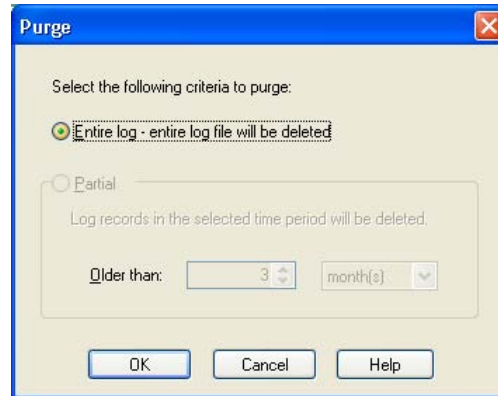 Purge
Select the following criteria to purge:
Entire log - entire log file will be deleted
Partial
Log records in the selected time period will be deleted.
Older than: 3 month(s)
OK Cancel Help